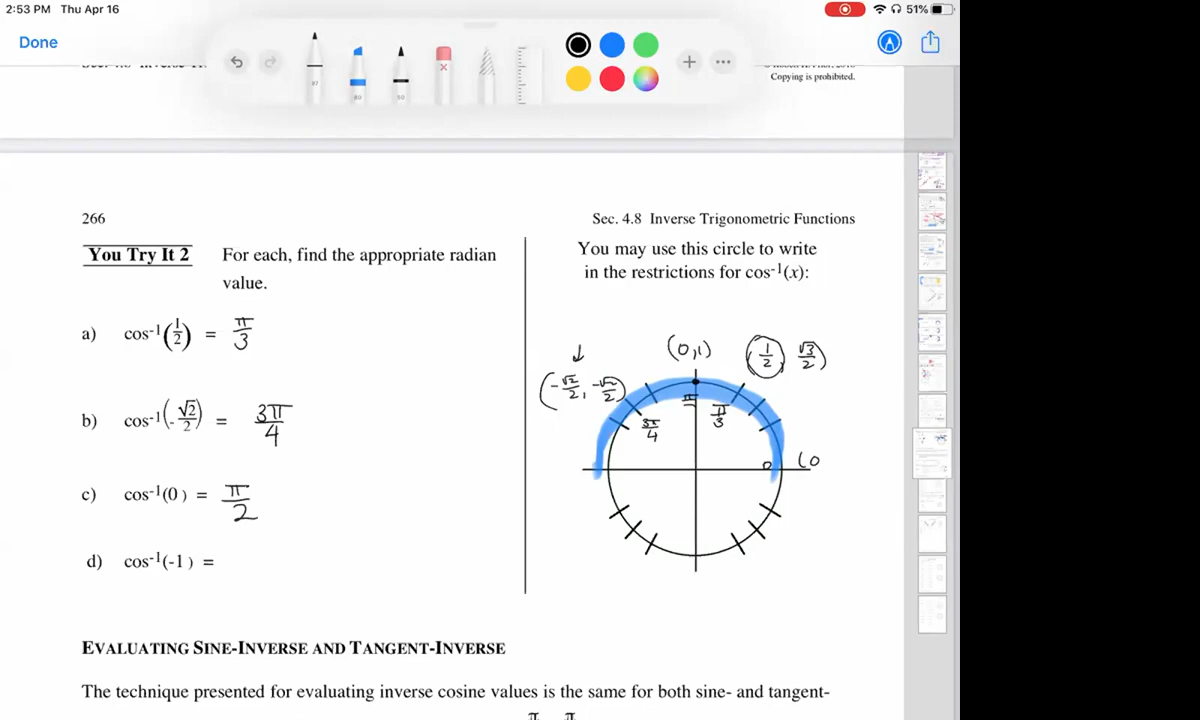 2:53 PM Thu Apr 16
51%
Done
Copying is prohibited.
266
Sec. 4.8 Inverse Trigonometric Functions
You Try It 2
For each, find the appropriate radian
value.
You may use this circle to write
in the restrictions for cos⁻¹(x):
a) cos⁻¹(1/2) = π/3
b) cos⁻¹(-√2/2) = 3π/4
c) cos⁻¹(0) = π/2
d) cos⁻¹(-1) =
(0,1)
(1/2, √3/2)
(-√2/2, -√2/2)
π
π/3
3π/4
0
(0
EVALUATING SINE-INVERSE AND TANGENT-INVERSE
The technique presented for evaluating inverse cosine values is the same for both sine- and tangent-